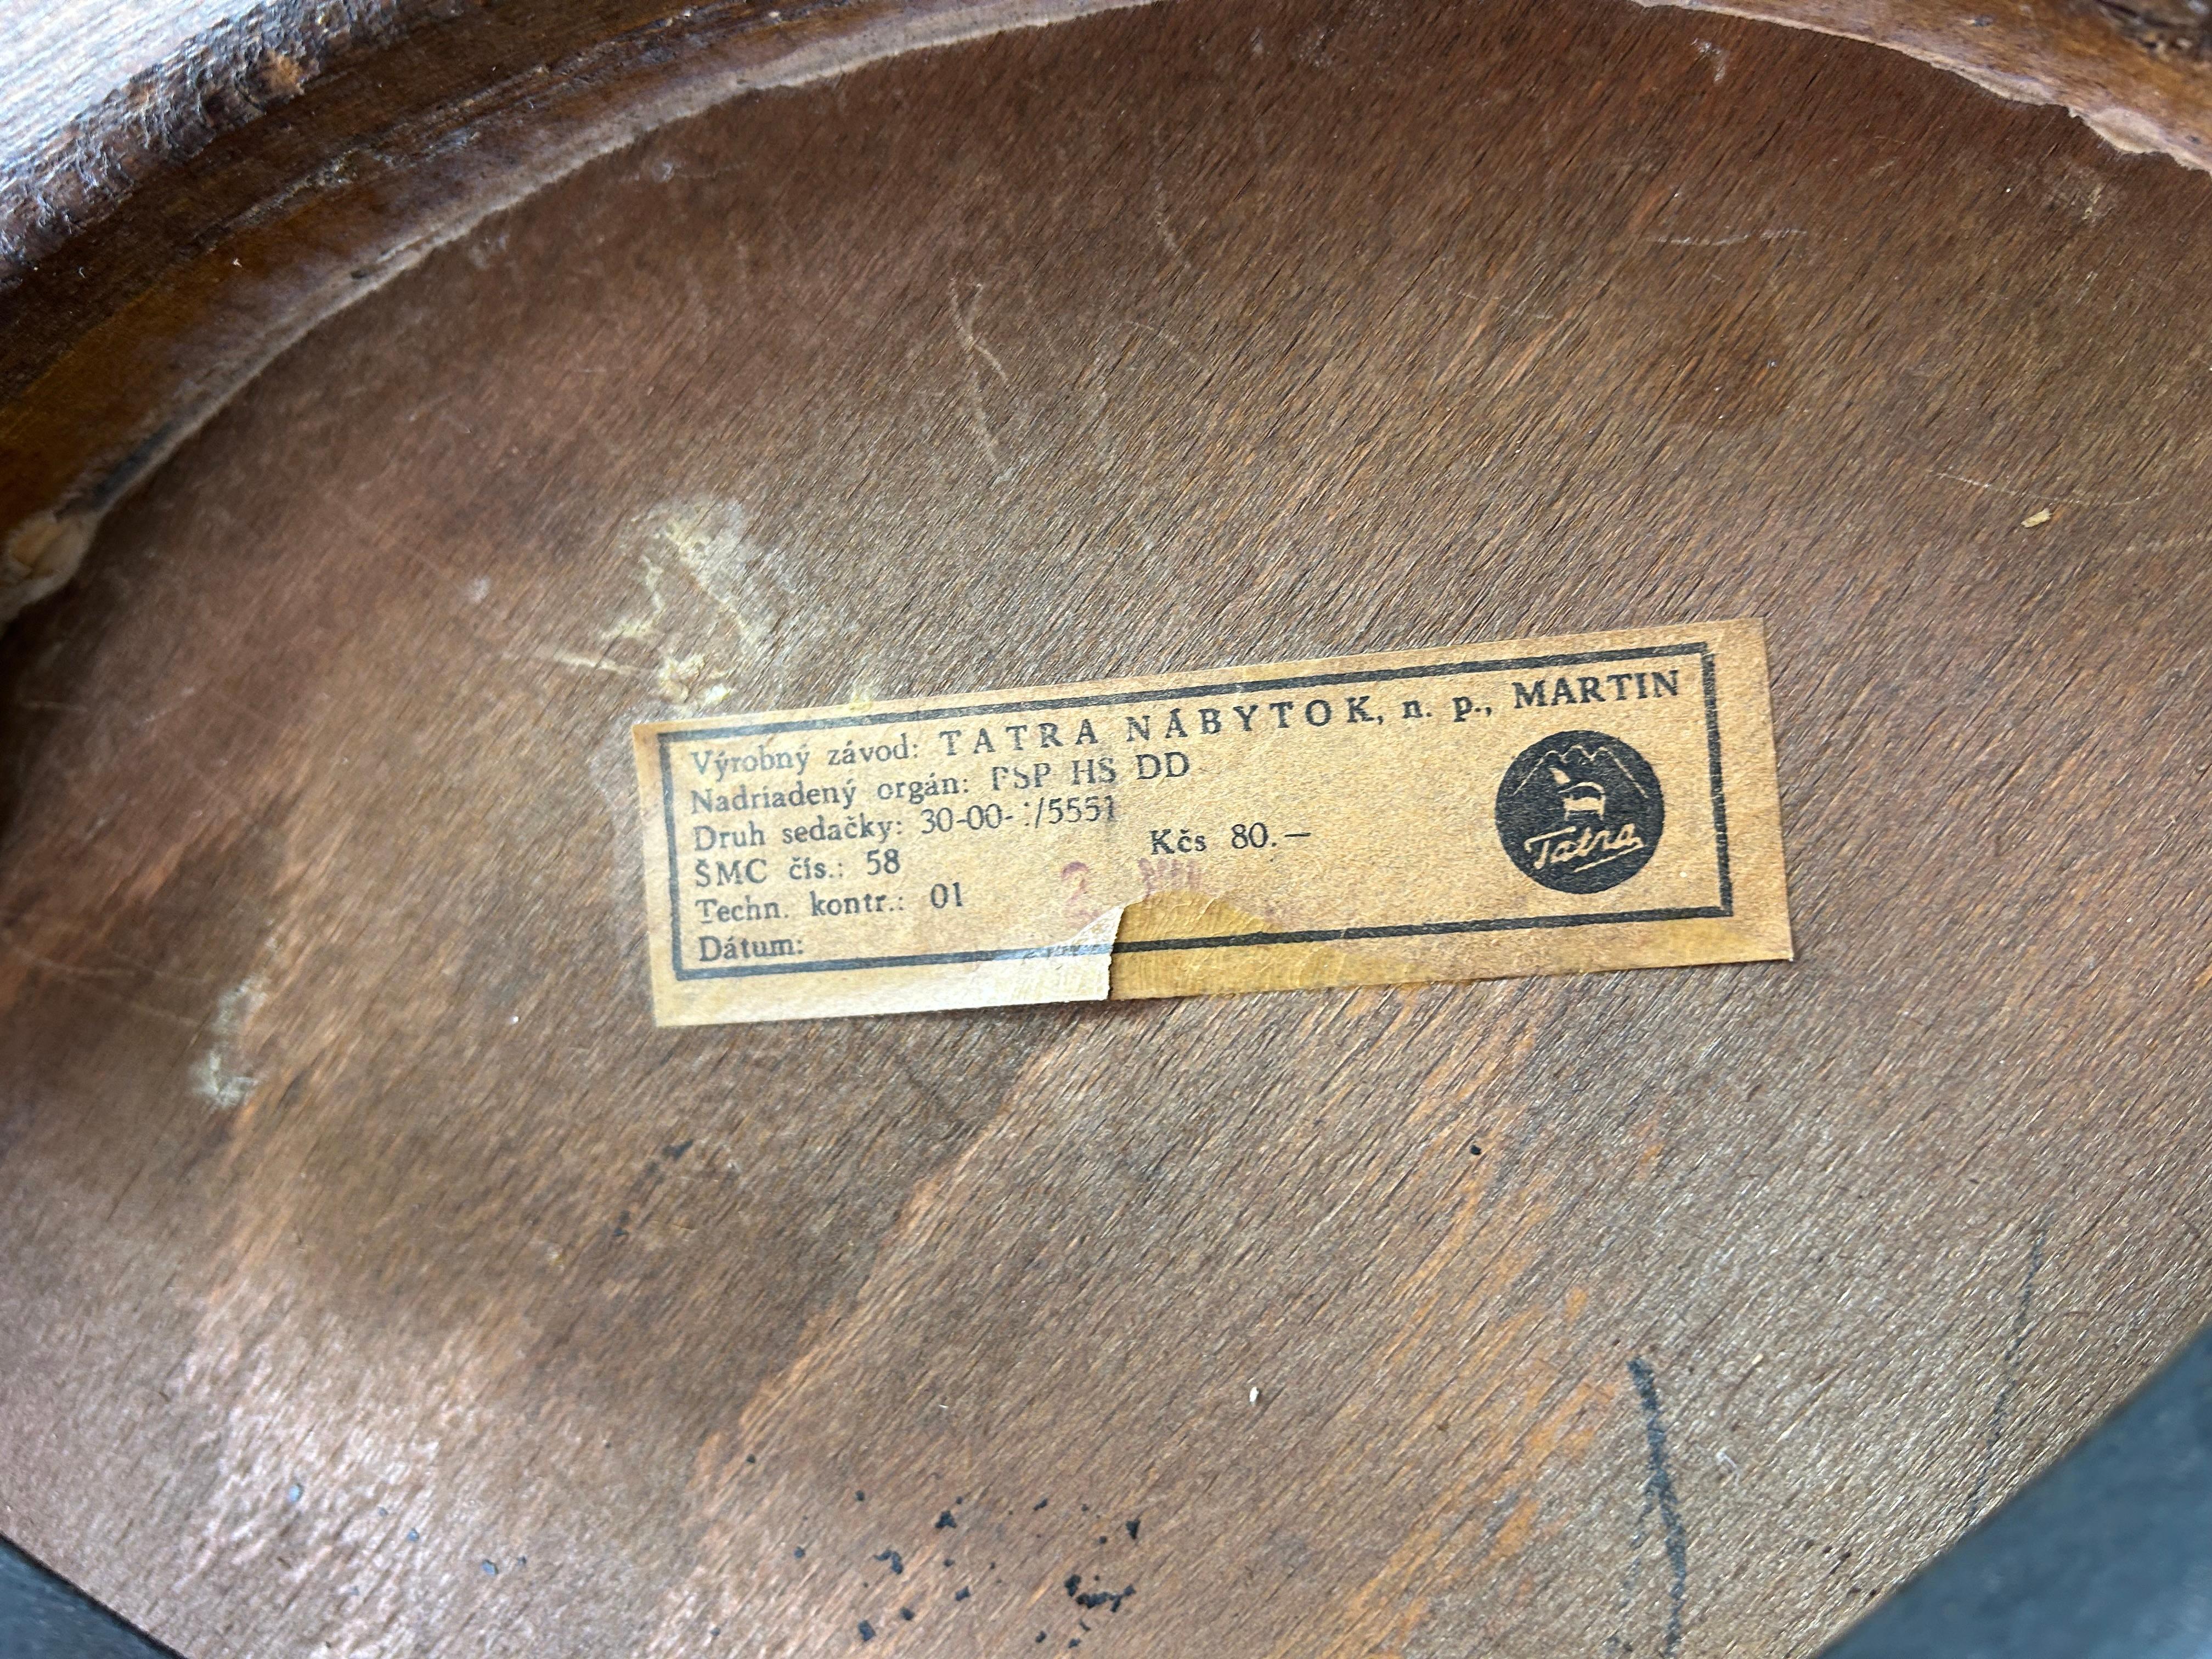 Výrobný závod: TATRA NÁBYTOK, n. p., MARTIN
Nadriadený orgán: PSP HS DD
Druh sedačky: 30-00- /5551
ŠMC čís.: 58 Kčs 80.—
Techn. kontr.: 01
Dátum:
Tatra